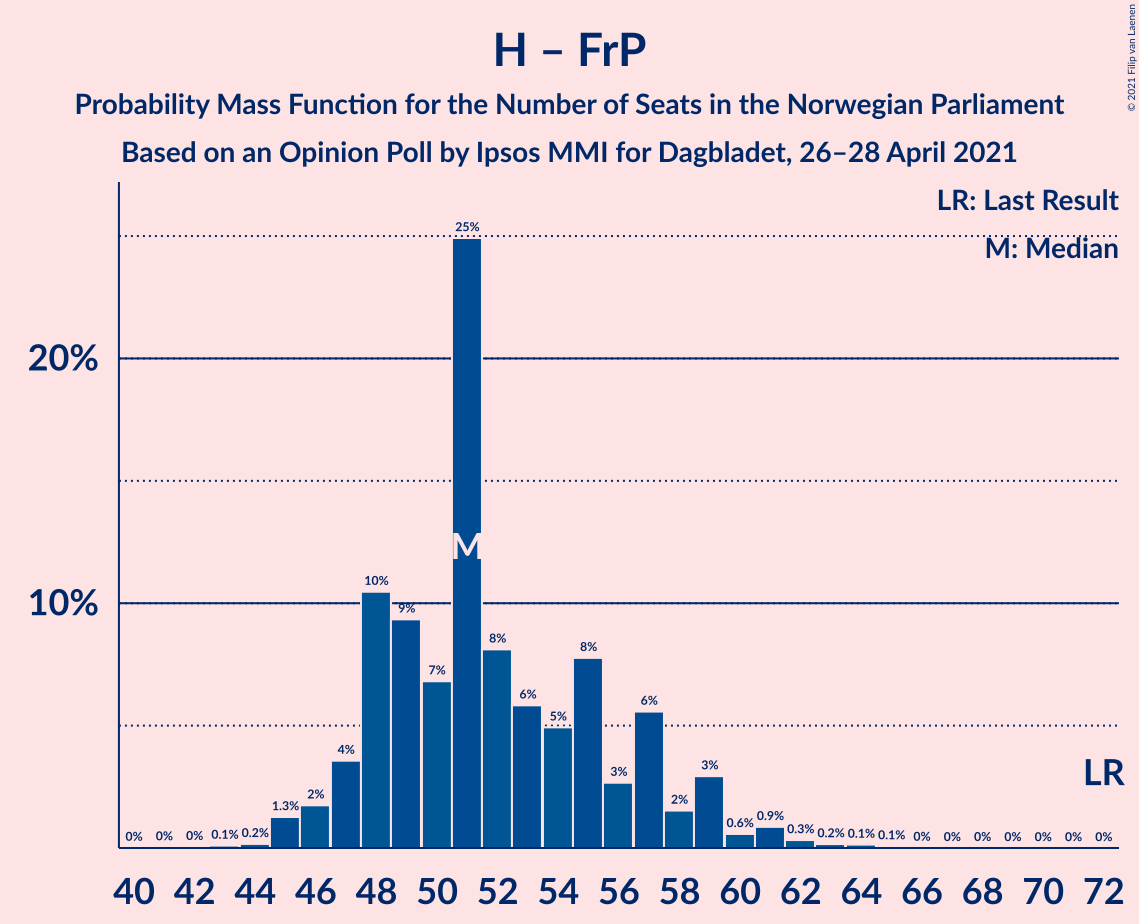 H – FrP
Probability Mass Function for the Number of Seats in the Norwegian Parliament
Based on an Opinion Poll by Ipsos MMI for Dagbladet, 26–28 April 2021
© 2021 Filip van Laenen
LR: Last Result
M: Median
20%
10%
0% 0% 0% 0.1% 0.2% 1.3% 2% 4% 10% 9% 7% 25% 8% 6% 5% 8% 3% 6% 2% 3% 0.6% 0.9% 0.3% 0.2% 0.1% 0.1% 0% 0% 0% 0% 0% 0% 0%
M
LR
40 42 44 46 48 50 52 54 56 58 60 62 64 66 68 70 72